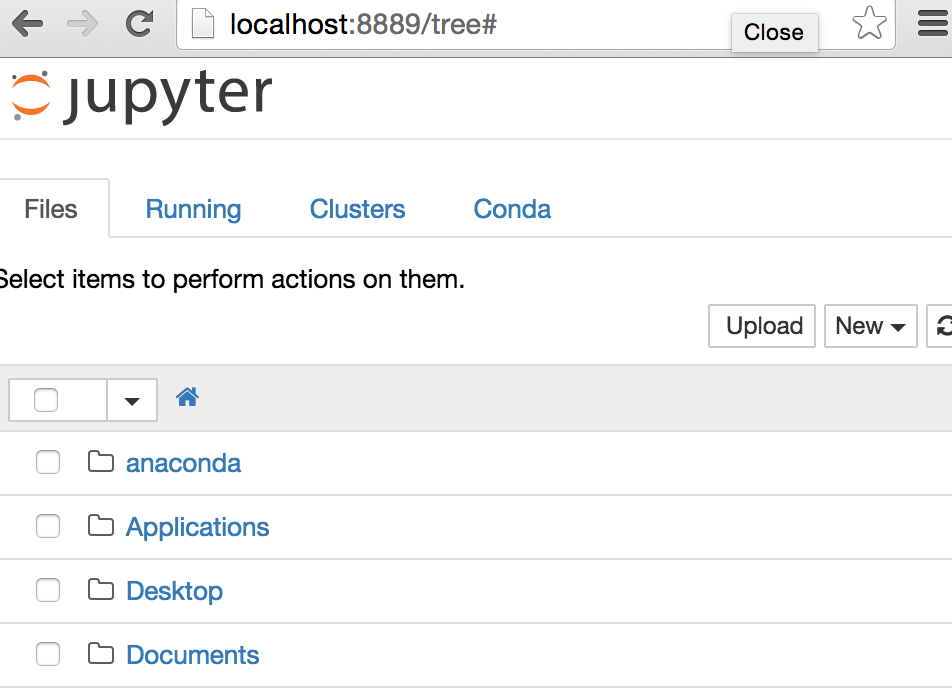 localhost:8889/tree#
Close
jupyter
Files Running Clusters Conda
Select items to perform actions on them.
Upload New
anaconda
Applications
Desktop
Documents